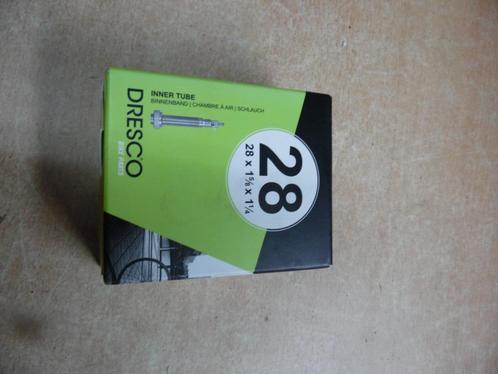 DRESCO
BIKE PARTS
INNER TUBE
BINNENBAND | CHAMBRE À AIR | SCHLAUCH
28
28 x 1⅝ x 1¼